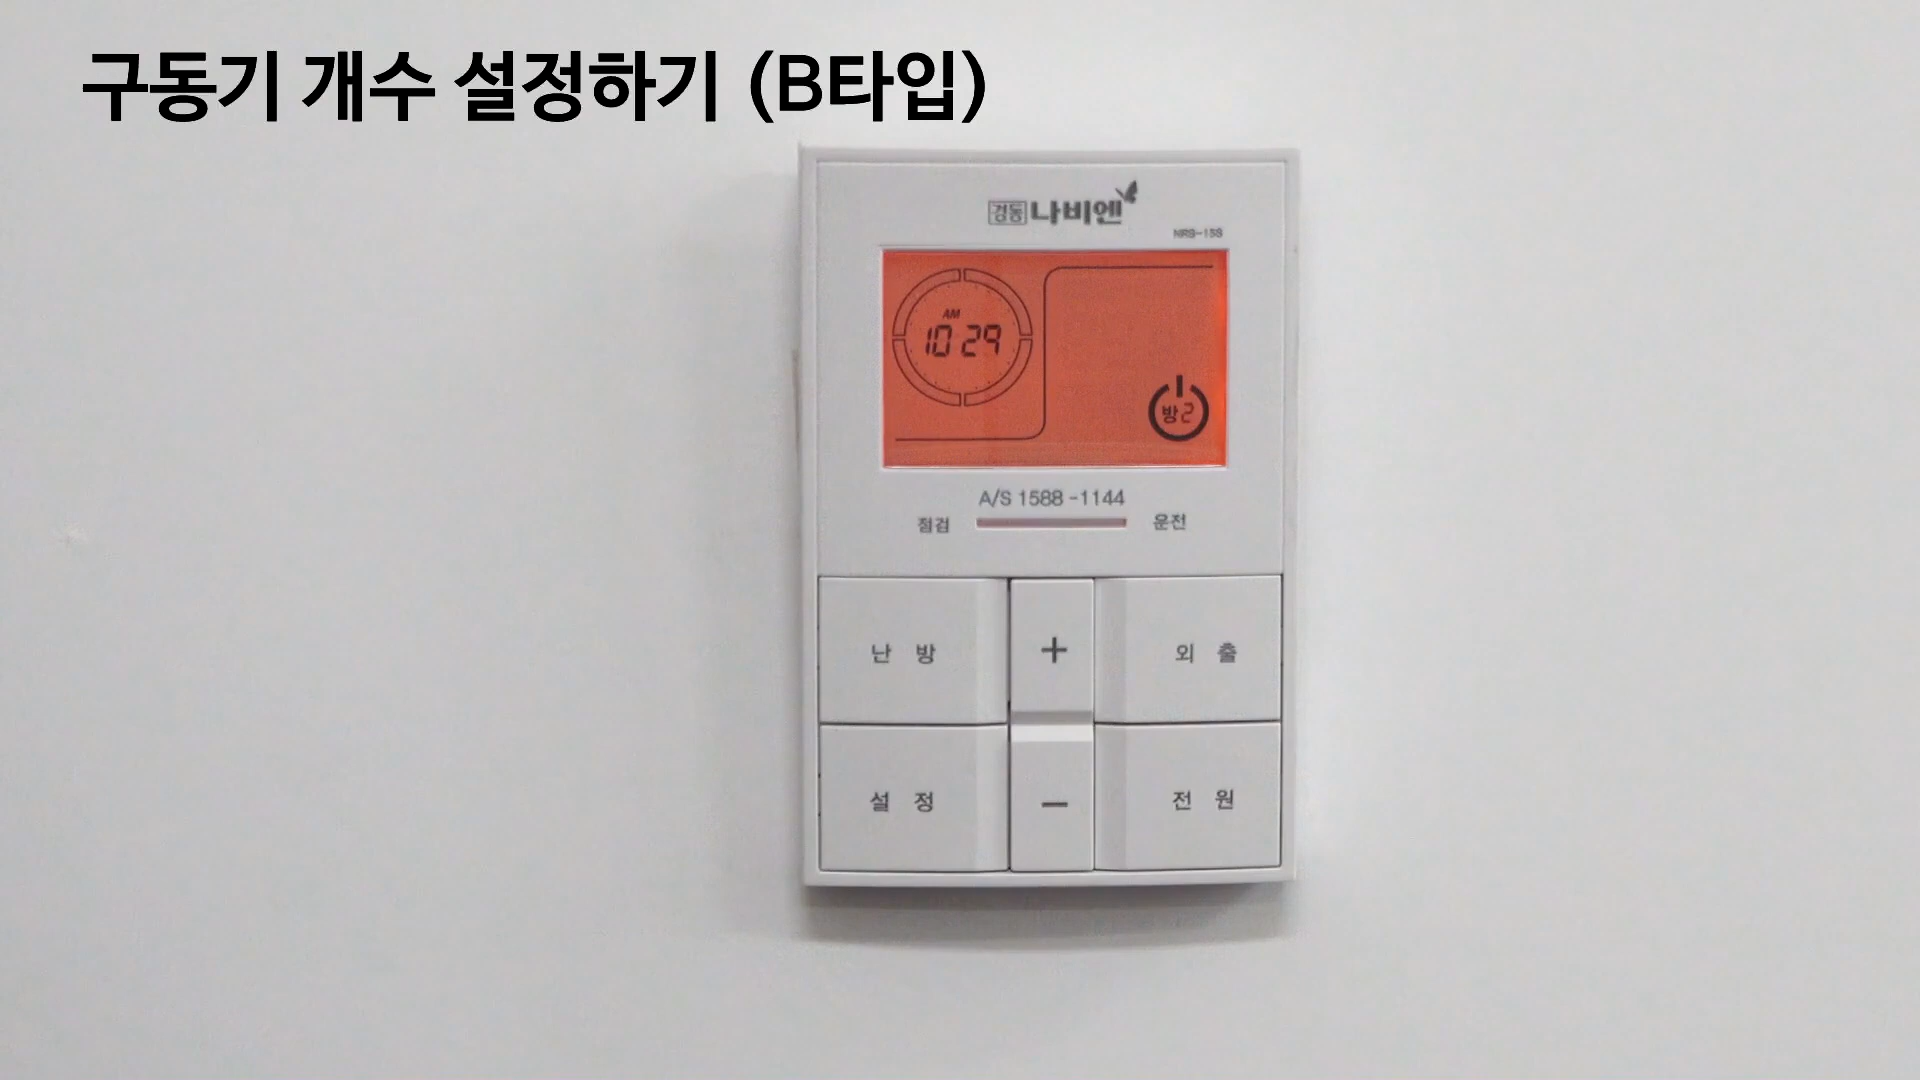 구동기 개수 설정하기 (B타입)
경동 나비엔
NR9-15S
AM
10 29
방 2
A/S 1588 -1144
점검 운전
난 방 + 외 출
설 정 − 전 원